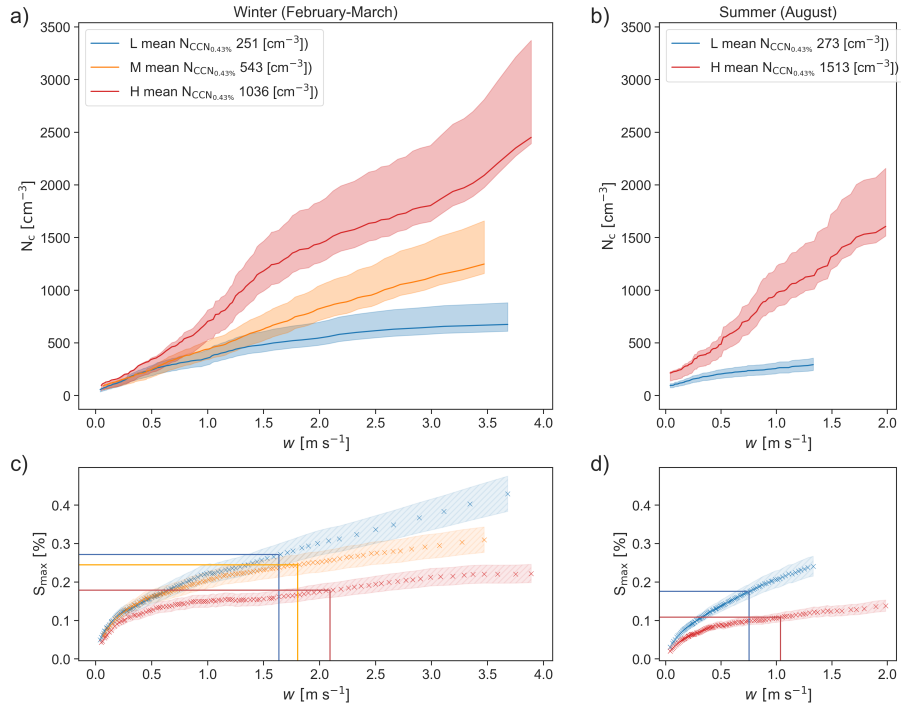 a)
Winter (February-March)
L mean N_CCN_0.43% 251 [cm⁻³])
M mean N_CCN_0.43% 543 [cm⁻³])
H mean N_CCN_0.43% 1036 [cm⁻³])
3500
3000
2500
2000
1500
1000
500
0
N_c [cm⁻³]
0.0 0.5 1.0 1.5 2.0 2.5 3.0 3.5 4.0
w [m s⁻¹]
b)
Summer (August)
L mean N_CCN_0.43% 273 [cm⁻³])
H mean N_CCN_0.43% 1513 [cm⁻³])
3500
3000
2500
2000
1500
1000
500
0
N_c [cm⁻³]
0.0 0.5 1.0 1.5 2.0
w [m s⁻¹]
c)
0.4
0.3
0.2
0.1
0.0
S_max [%]
0.0 0.5 1.0 1.5 2.0 2.5 3.0 3.5 4.0
w [m s⁻¹]
d)
0.4
0.3
0.2
0.1
0.0
S_max [%]
0.0 0.5 1.0 1.5 2.0
w [m s⁻¹]